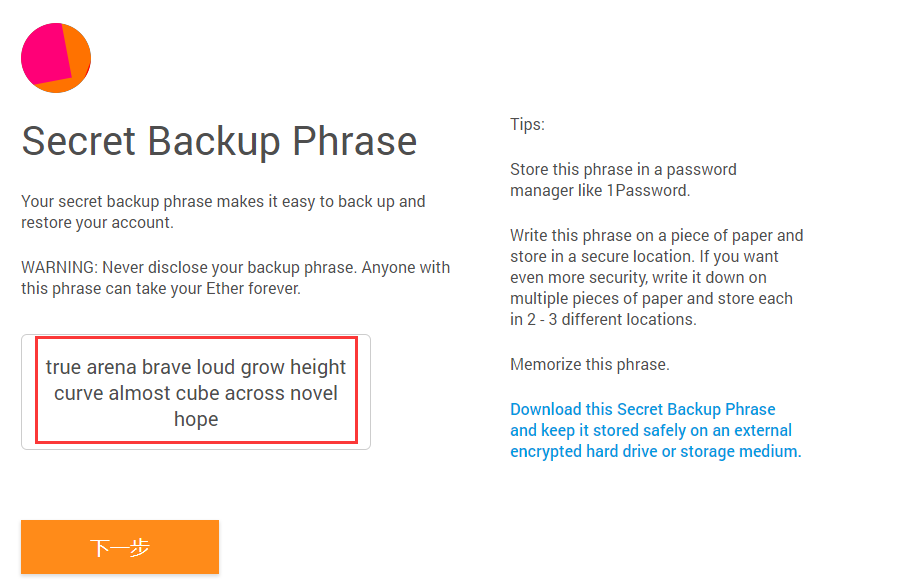 Secret Backup Phrase
Your secret backup phrase makes it easy to back up and
restore your account.
WARNING: Never disclose your backup phrase. Anyone with
this phrase can take your Ether forever.
true arena brave loud grow height
curve almost cube across novel
hope
下一步
Tips:
Store this phrase in a password
manager like 1Password.
Write this phrase on a piece of paper and
store in a secure location. If you want
even more security, write it down on
multiple pieces of paper and store each
in 2 - 3 different locations.
Memorize this phrase.
Download this Secret Backup Phrase
and keep it stored safely on an external
encrypted hard drive or storage medium.